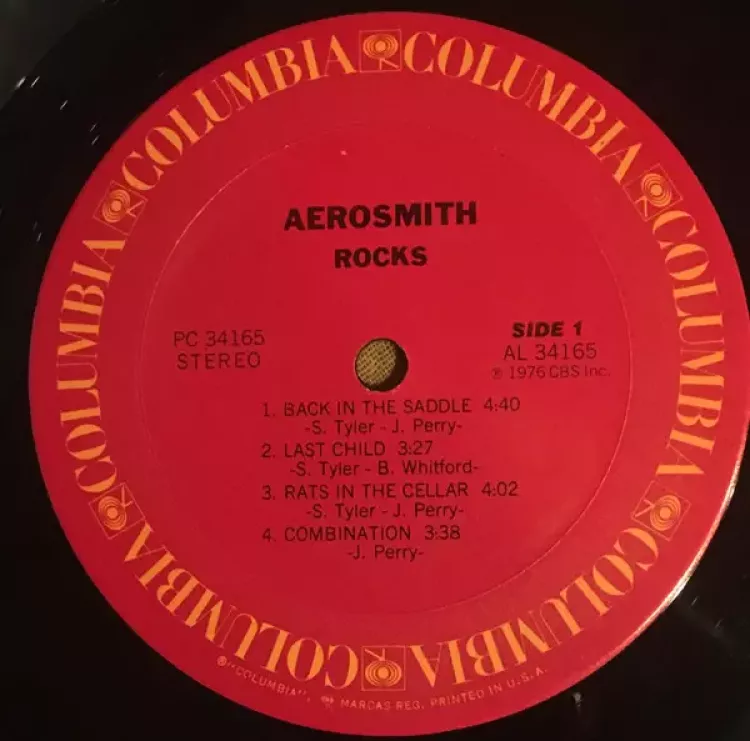 COLUMBIA COLUMBIA COLUMBIA COLUMBIA COLUMBIA COLUMBIA
AEROSMITH
ROCKS
PC 34165
STEREO
SIDE 1
AL 34165
℗ 1976 CBS Inc.
1. BACK IN THE SADDLE 4:40
-S. Tyler - J. Perry-
2. LAST CHILD 3:27
-S. Tyler - B. Whitford-
3. RATS IN THE CELLAR 4:02
-S. Tyler - J. Perry-
4. COMBINATION 3:38
-J. Perry-
®"COLUMBIA", MARCAS REG. PRINTED IN U.S.A.